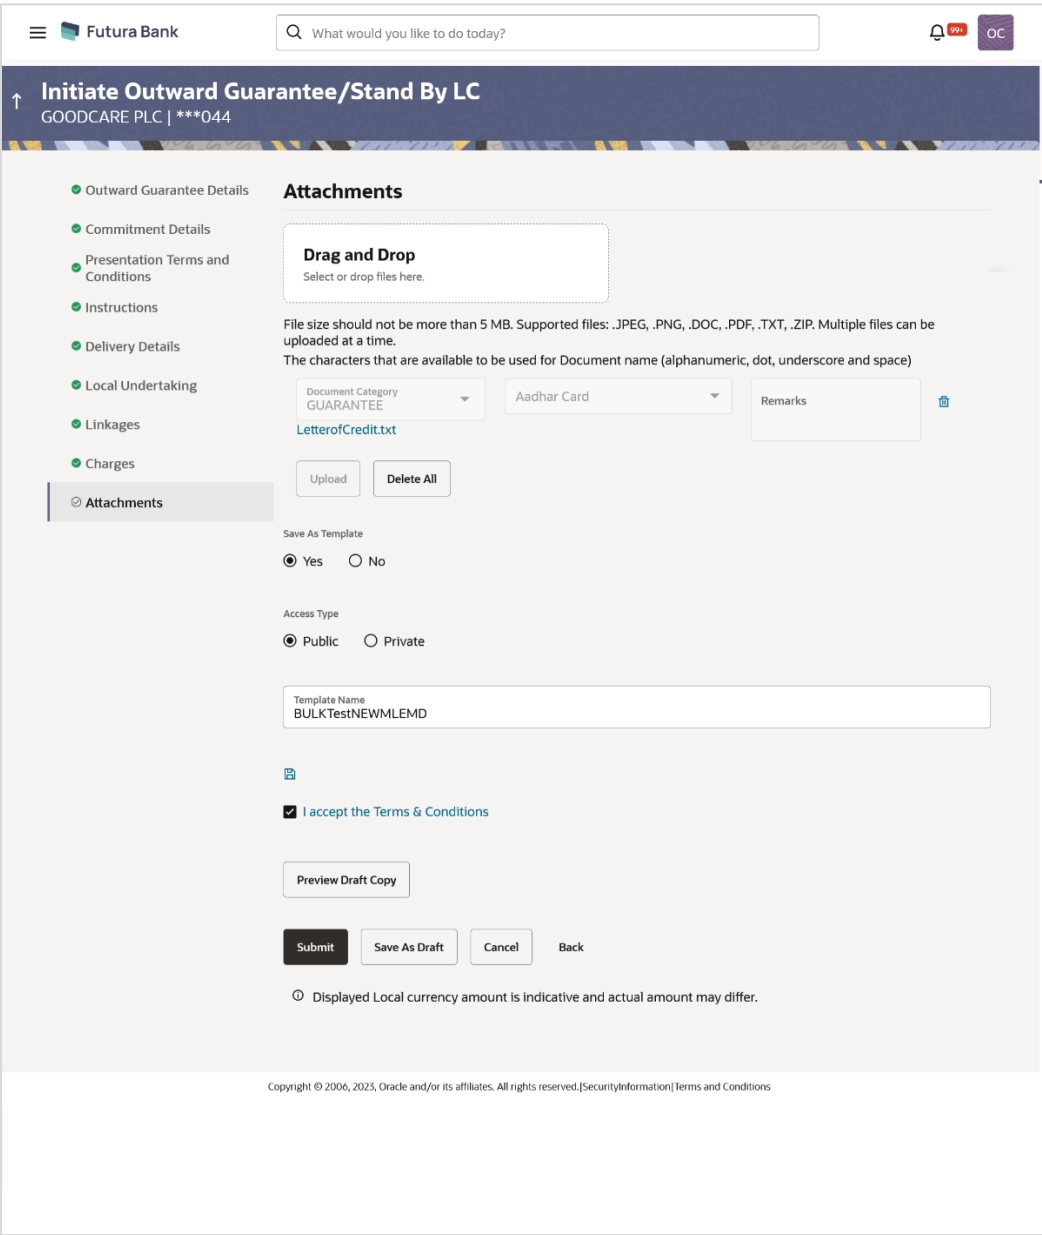 Futura Bank
What would you like to do today?
99+
OC
Initiate Outward Guarantee/Stand By LC
GOODCARE PLC | ***044
Outward Guarantee Details
Commitment Details
Presentation Terms and
Conditions
Instructions
Delivery Details
Local Undertaking
Linkages
Charges
Attachments
Attachments
Drag and Drop
Select or drop files here.
File size should not be more than 5 MB. Supported files: .JPEG, .PNG, .DOC, .PDF, .TXT, .ZIP. Multiple files can be
uploaded at a time.
The characters that are available to be used for Document name (alphanumeric, dot, underscore and space)
Document Category
GUARANTEE
Aadhar Card
Remarks
LetterofCredit.txt
Upload
Delete All
Save As Template
Yes
No
Access Type
Public
Private
Template Name
BULKTestNEWMLEMD
I accept the Terms & Conditions
Preview Draft Copy
Submit
Save As Draft
Cancel
Back
Displayed Local currency amount is indicative and actual amount may differ.
Copyright © 2006, 2023, Oracle and/or its affiliates. All rights reserved.|SecurityInformation|Terms and Conditions